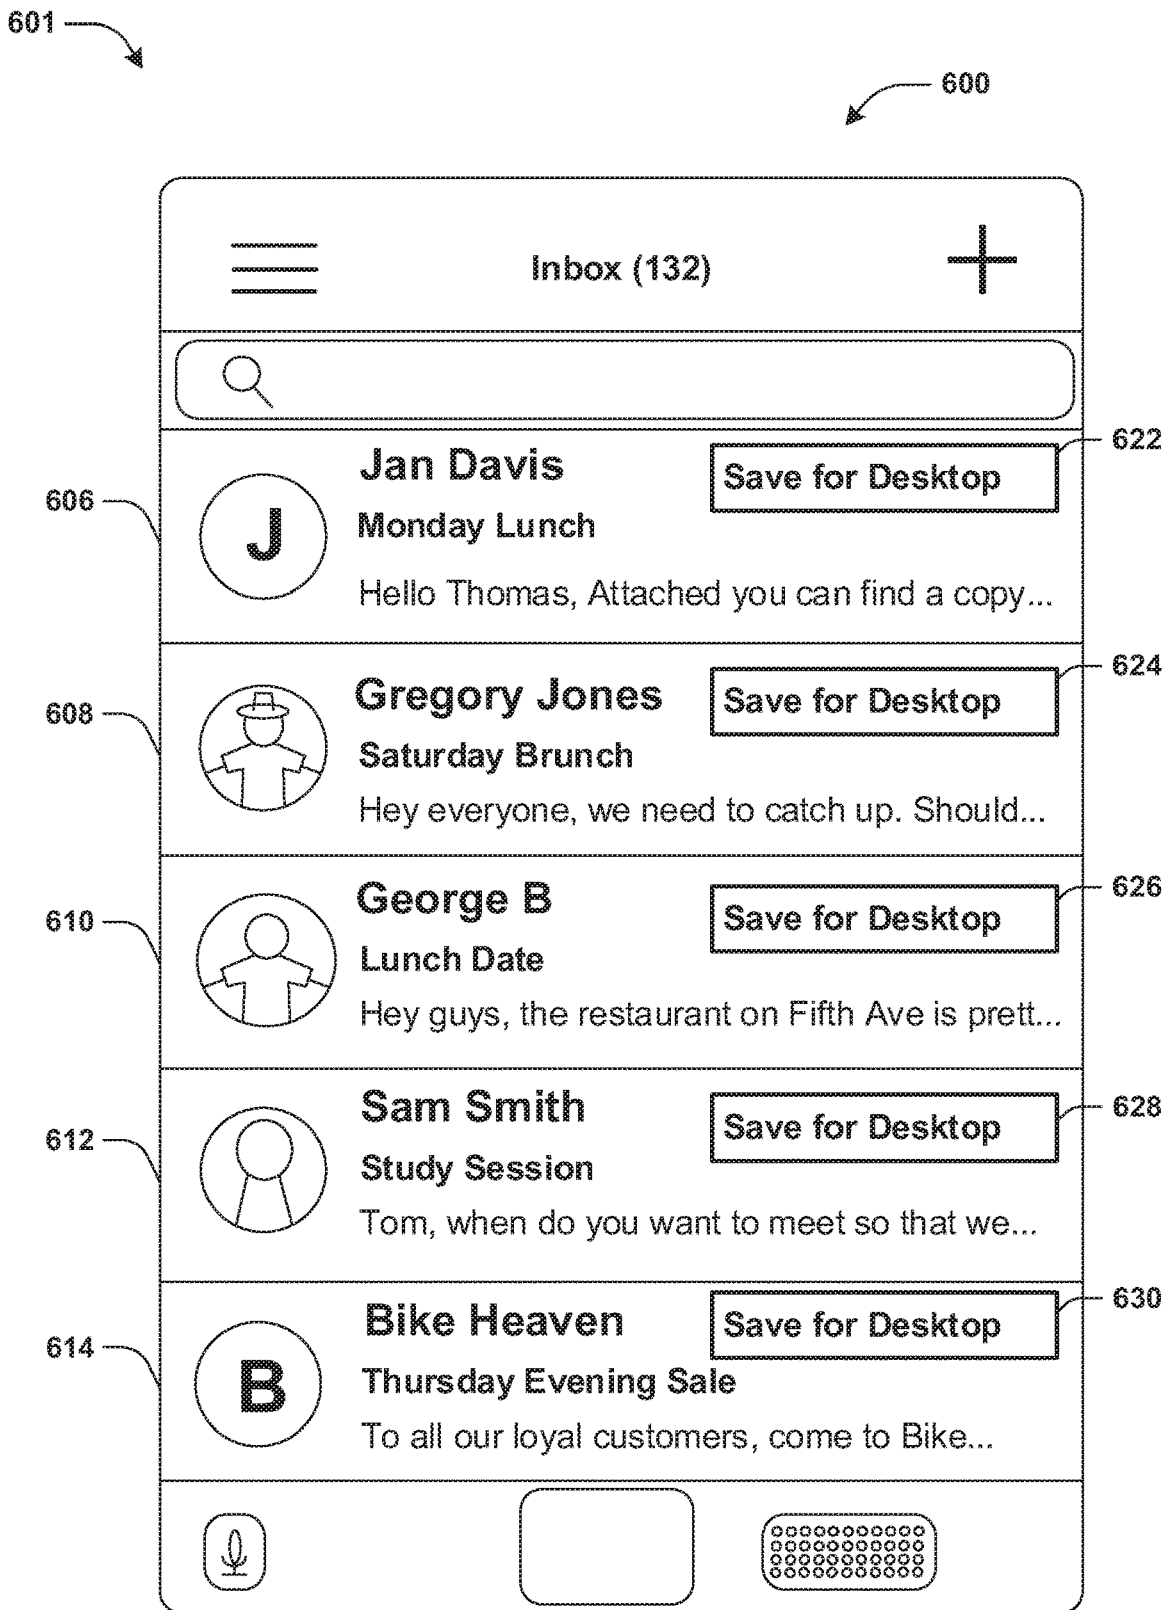 601
600
Inbox (132)
622
Jan Davis
Save for Desktop
606
J
Monday Lunch
Hello Thomas, Attached you can find a copy...
624
Gregory Jones
Save for Desktop
608
Saturday Brunch
Hey everyone, we need to catch up. Should...
626
George B
Save for Desktop
610
Lunch Date
Hey guys, the restaurant on Fifth Ave is prett...
628
Sam Smith
Save for Desktop
612
Study Session
Tom, when do you want to meet so that we...
630
Bike Heaven
Save for Desktop
614
B
Thursday Evening Sale
To all our loyal customers, come to Bike...